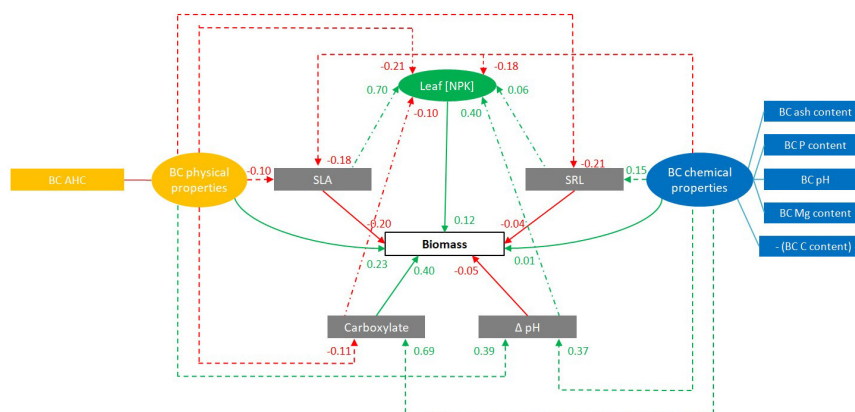 -0.21
-0.18
Leaf [NPK]
0.70
0.06
-0.10
0.40
BC ash content
BC P content
BC pH
BC Mg content
- (BC C content)
BC AHC
BC physical
properties
-0.10
-0.18
SLA
-0.21
SRL
0.15
BC chemical
properties
-0.20
0.12
-0.04
Biomass
0.23
0.40
-0.05
0.01
Carboxylate
Δ pH
-0.11
0.69
0.39
0.37